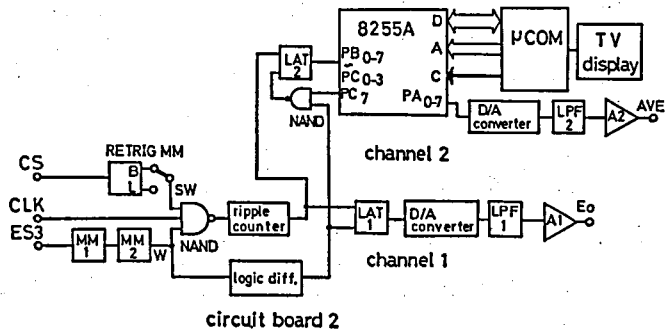 8255A
D
A
C
PB 0-7
PC 0-3
PC7
PA 0-7
μCOM
TV
display
LAT
2
NAND
D/A
converter
LPF
2
A2
AVE
channel 2
CS
RETRIG MM
B
L
SW
CLK
ES3
MM
1
MM
2
W
NAND
ripple
counter
logic diff.
LAT
1
D/A
converter
LPF
1
A1
Eo
channel 1
circuit board 2